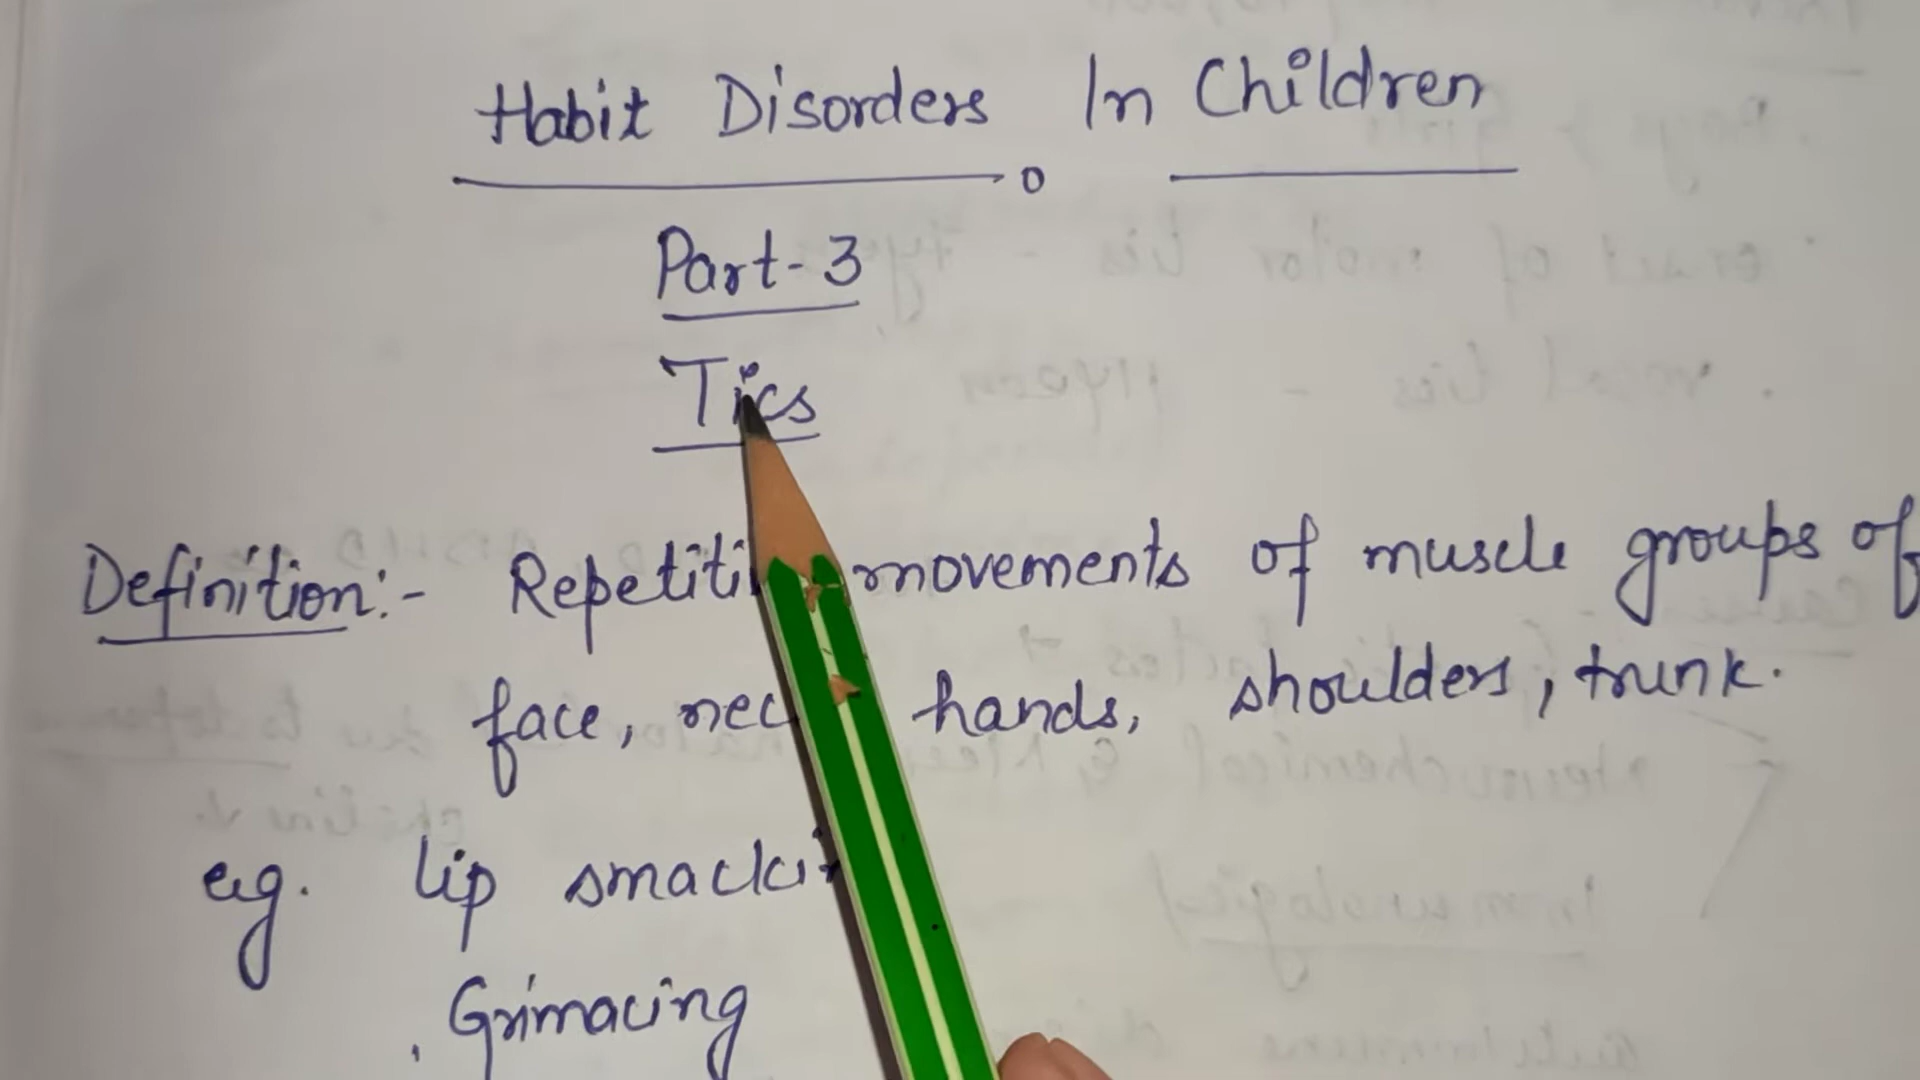 Habit Disorders In Children
Part-3
Tics
Definition:- Repetiti movements of muscle groups of
face, nec hands, shoulders, trunk.
eg. lip smacki
Grimacing